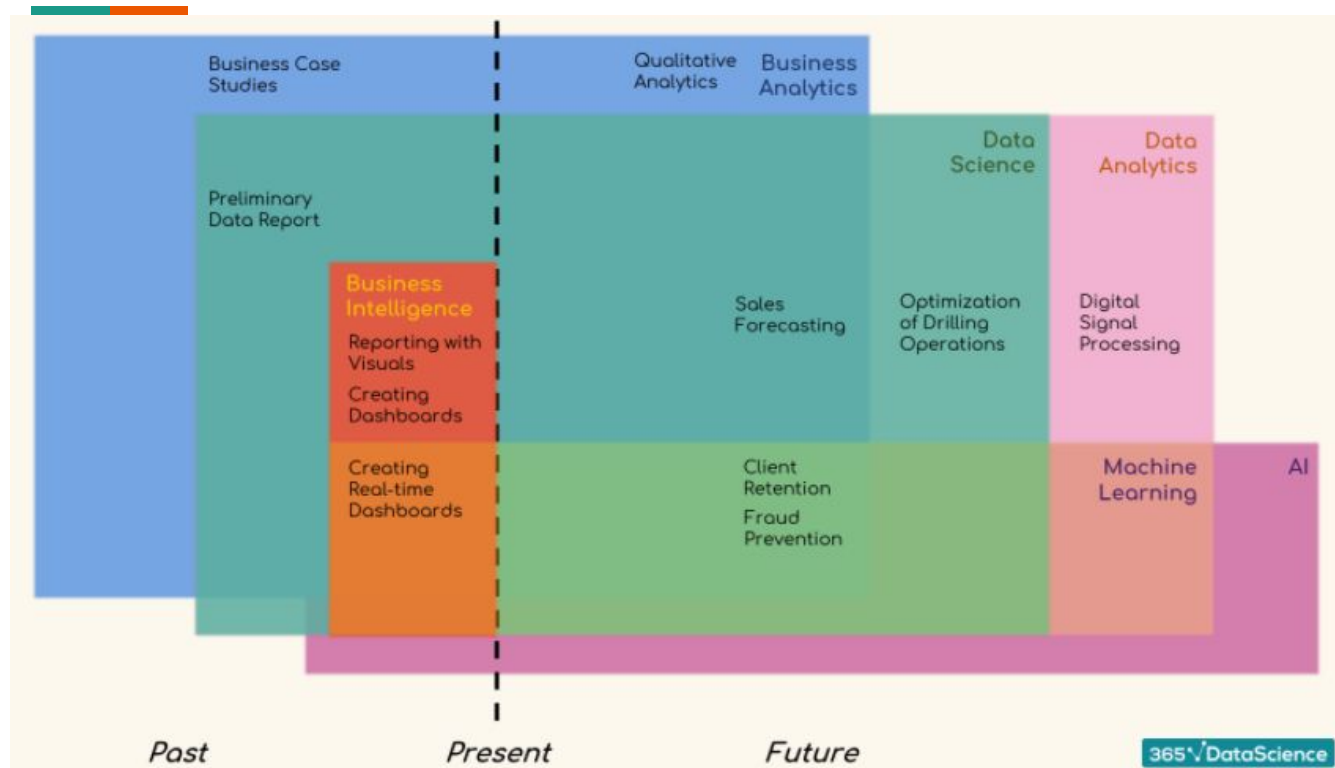 Business Case
Studies
Qualitative
Analytics
Business
Analytics
Data
Science
Data
Analytics
Preliminary
Data Report
Business
Intelligence
Reporting with
Visuals
Creating
Dashboards
Sales
Forecasting
Optimization
of Drilling
Operations
Digital
Signal
Processing
Creating
Real-time
Dashboards
Client
Retention
Fraud
Prevention
Machine
Learning
AI
Past
Present
Future
365√DataScience